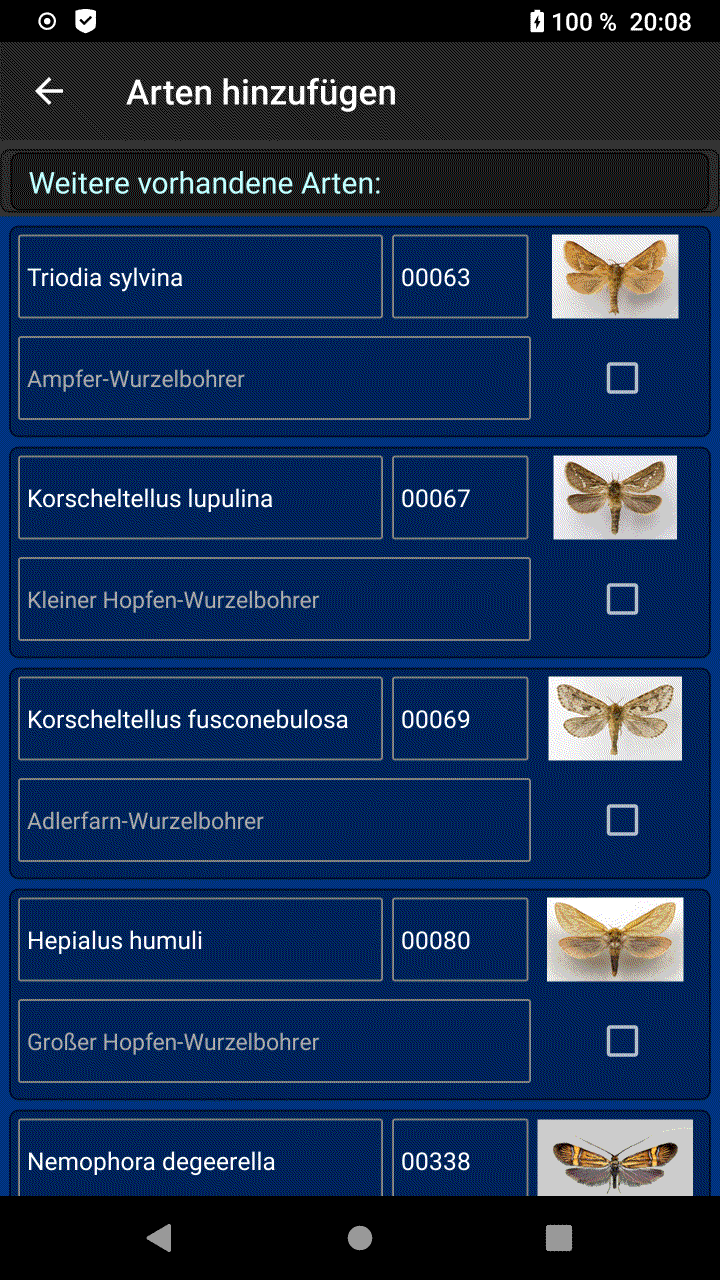 100 % 20:08
Arten hinzufügen
Weitere vorhandene Arten:
Triodia sylvina 00063
Ampfer-Wurzelbohrer
Korscheltellus lupulina 00067
Kleiner Hopfen-Wurzelbohrer
Korscheltellus fusconebulosa 00069
Adlerfarn-Wurzelbohrer
Hepialus humuli 00080
Großer Hopfen-Wurzelbohrer
Nemophora degeerella 00338